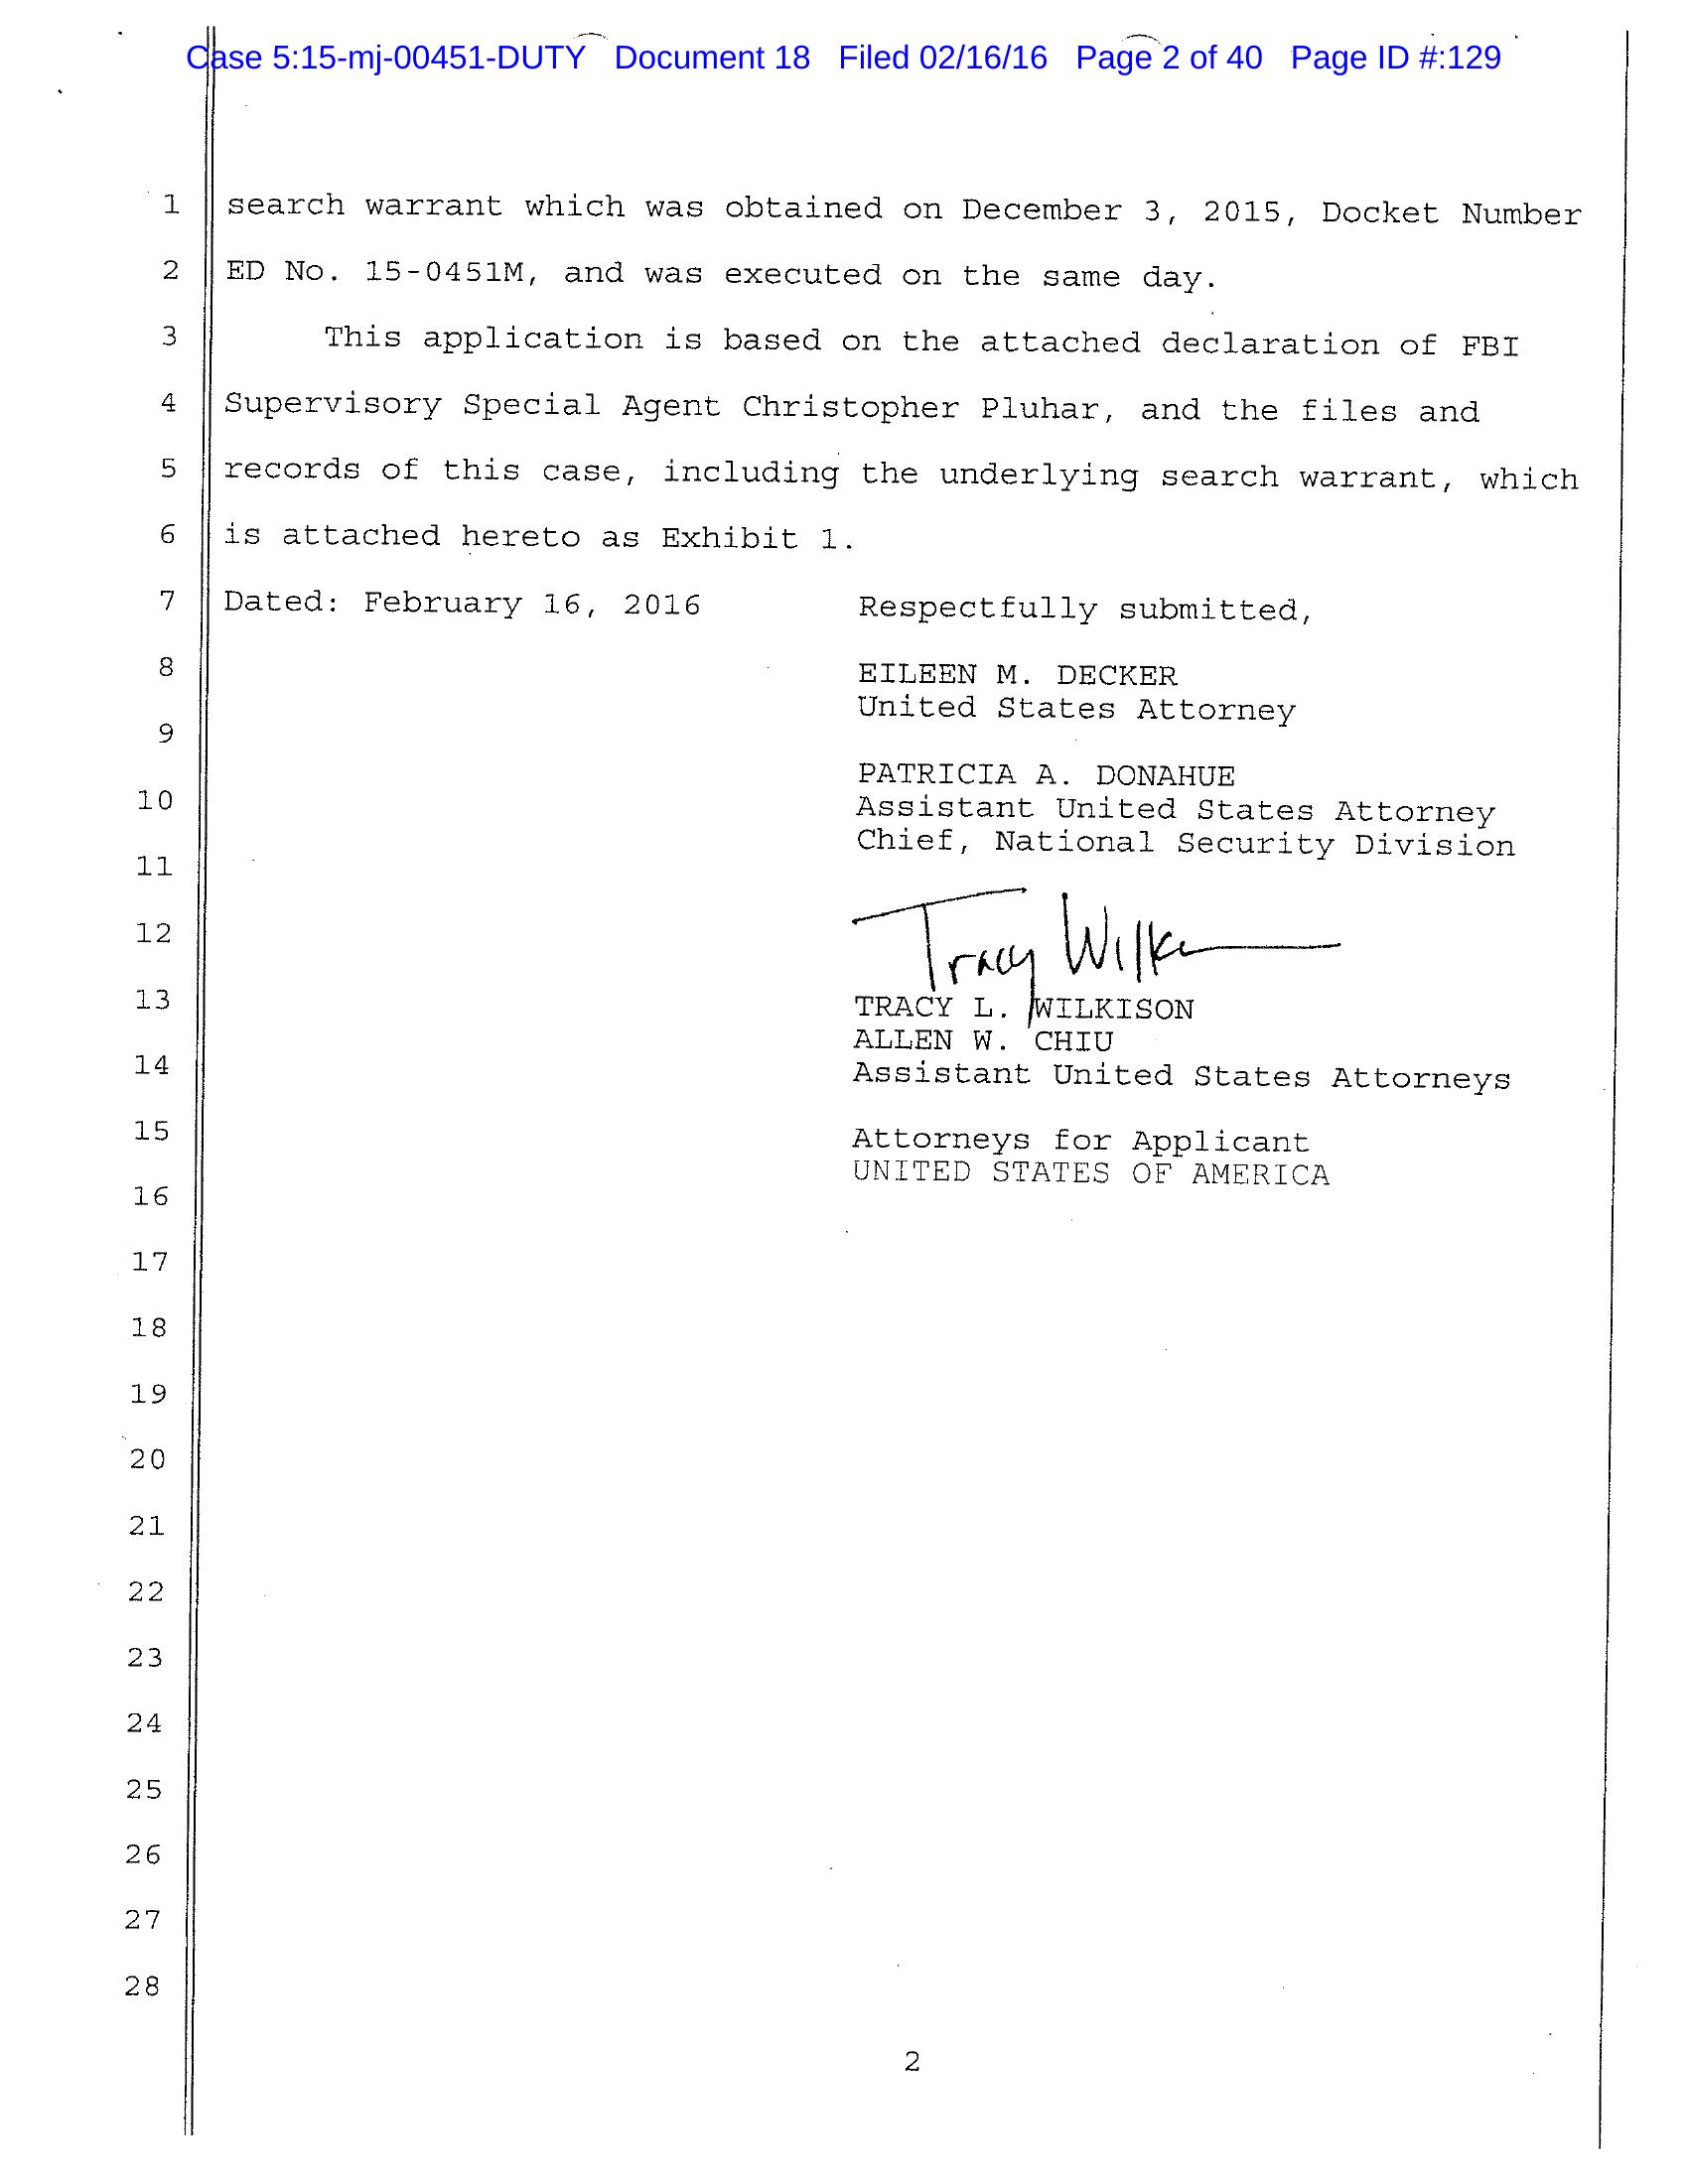 Case 5:15-mj-00451-DUTY Document 18 Filed 02/16/16 Page 2 of 40 Page ID #:129
1 search warrant which was obtained on December 3, 2015, Docket Number
2 ED No. 15-0451M, and was executed on the same day.
3 This application is based on the attached declaration of FBI
4 Supervisory Special Agent Christopher Pluhar, and the files and
5 records of this case, including the underlying search warrant, which
6 is attached hereto as Exhibit 1.
7 Dated: February 16, 2016 Respectfully submitted,
8 EILEEN M. DECKER
United States Attorney
9
PATRICIA A. DONAHUE
10 Assistant United States Attorney
Chief, National Security Division
11
12 Tracy Wilk
13 TRACY L. WILKISON
ALLEN W. CHIU
14 Assistant United States Attorneys
15 Attorneys for Applicant
UNITED STATES OF AMERICA
16
17
18
19
20
21
22
23
24
25
26
27
28
2